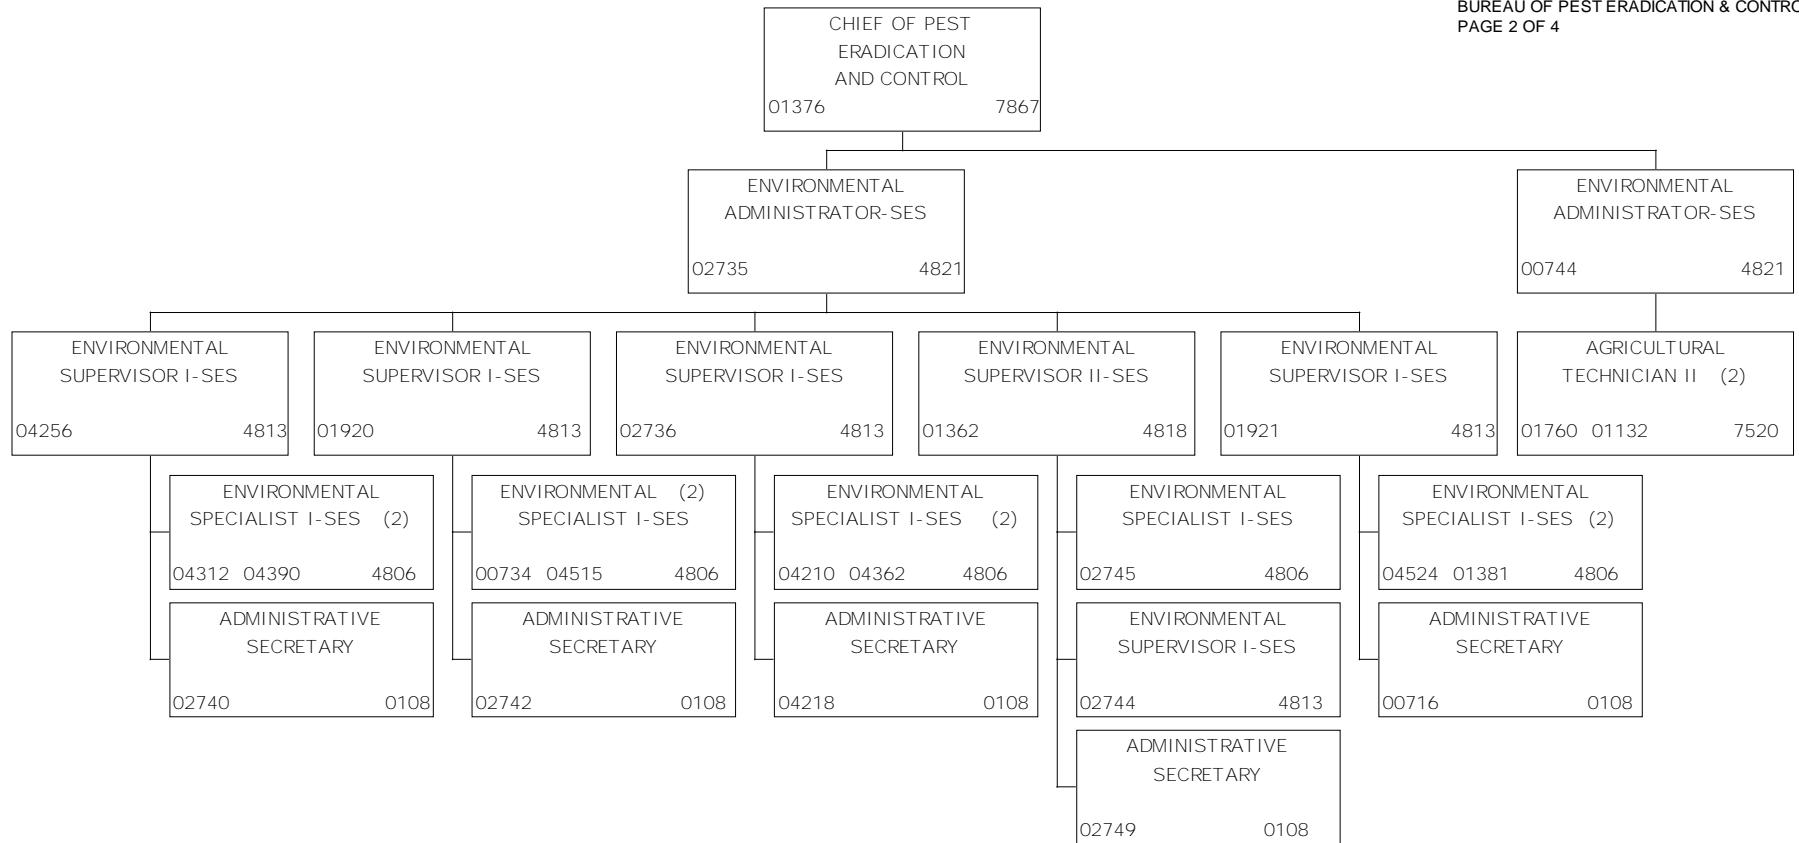 BUREAU OF PEST ERADICATION & CONTRO
PAGE 2 OF 4
CHIEF OF PEST
ERADICATION
AND CONTROL
01376 7867
ENVIRONMENTAL
ADMINISTRATOR-SES
02735 4821
ENVIRONMENTAL
ADMINISTRATOR-SES
00744 4821
ENVIRONMENTAL
SUPERVISOR I-SES
04256 4813
ENVIRONMENTAL
SUPERVISOR I-SES
01920 4813
ENVIRONMENTAL
SUPERVISOR I-SES
02736 4813
ENVIRONMENTAL
SUPERVISOR II-SES
01362 4818
ENVIRONMENTAL
SUPERVISOR I-SES
01921 4813
AGRICULTURAL
TECHNICIAN II (2)
01760 01132 7520
ENVIRONMENTAL
SPECIALIST I-SES (2)
04312 04390 4806
ENVIRONMENTAL (2)
SPECIALIST I-SES
00734 04515 4806
ENVIRONMENTAL
SPECIALIST I-SES (2)
04210 04362 4806
ENVIRONMENTAL
SPECIALIST I-SES
02745 4806
ENVIRONMENTAL
SPECIALIST I-SES (2)
04524 01381 4806
ADMINISTRATIVE
SECRETARY
02740 0108
ADMINISTRATIVE
SECRETARY
02742 0108
ADMINISTRATIVE
SECRETARY
04218 0108
ENVIRONMENTAL
SUPERVISOR I-SES
02744 4813
ADMINISTRATIVE
SECRETARY
00716 0108
ADMINISTRATIVE
SECRETARY
02749 0108